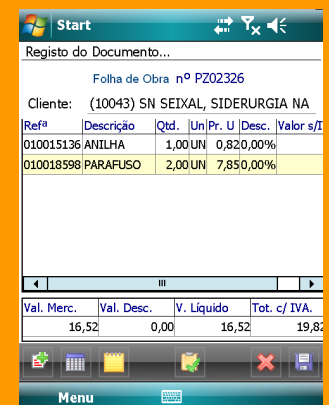 Start
Registo do Documento...
Folha de Obra nº PZ02326
Cliente: (10043) SN SEIXAL, SIDERURGIA NA
Refª Descrição Qtd. Un Pr. U Desc. Valor s/I
010015136 ANILHA 1,00 UN 0,82 0,00%
010018598 PARAFUSO 2,00 UN 7,85 0,00%
Val. Merc. Val. Desc. V. Líquido Tot. c/ IVA.
16,52 0,00 16,52 19,82
Menu